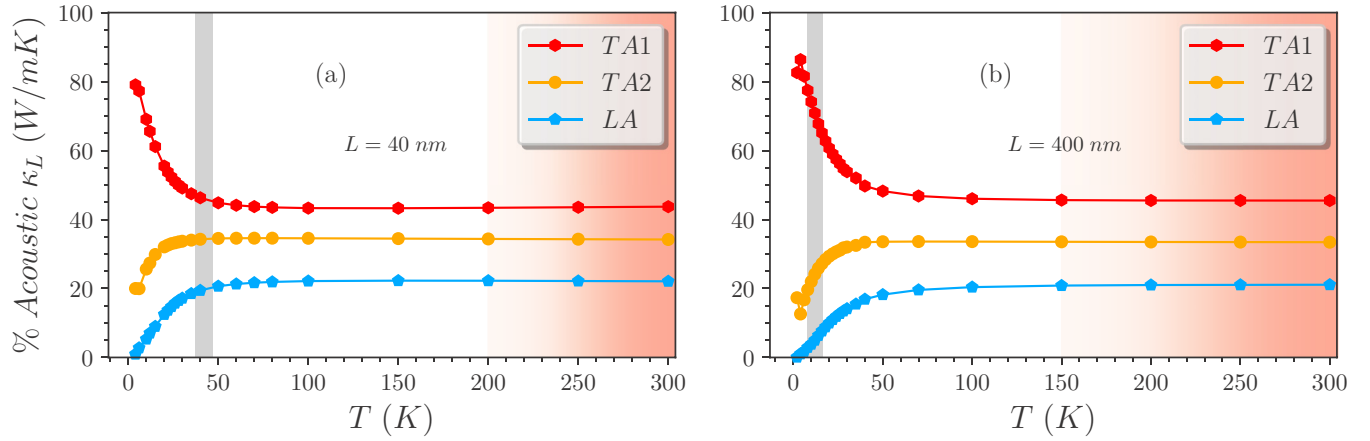 % Acoustic κ_L (W/mK)
100
80
60
40
20
0
(a)
TA1
TA2
LA
L = 40 nm
0 50 100 150 200 250 300
T (K)
100
80
60
40
20
0
(b)
TA1
TA2
LA
L = 400 nm
0 50 100 150 200 250 300
T (K)